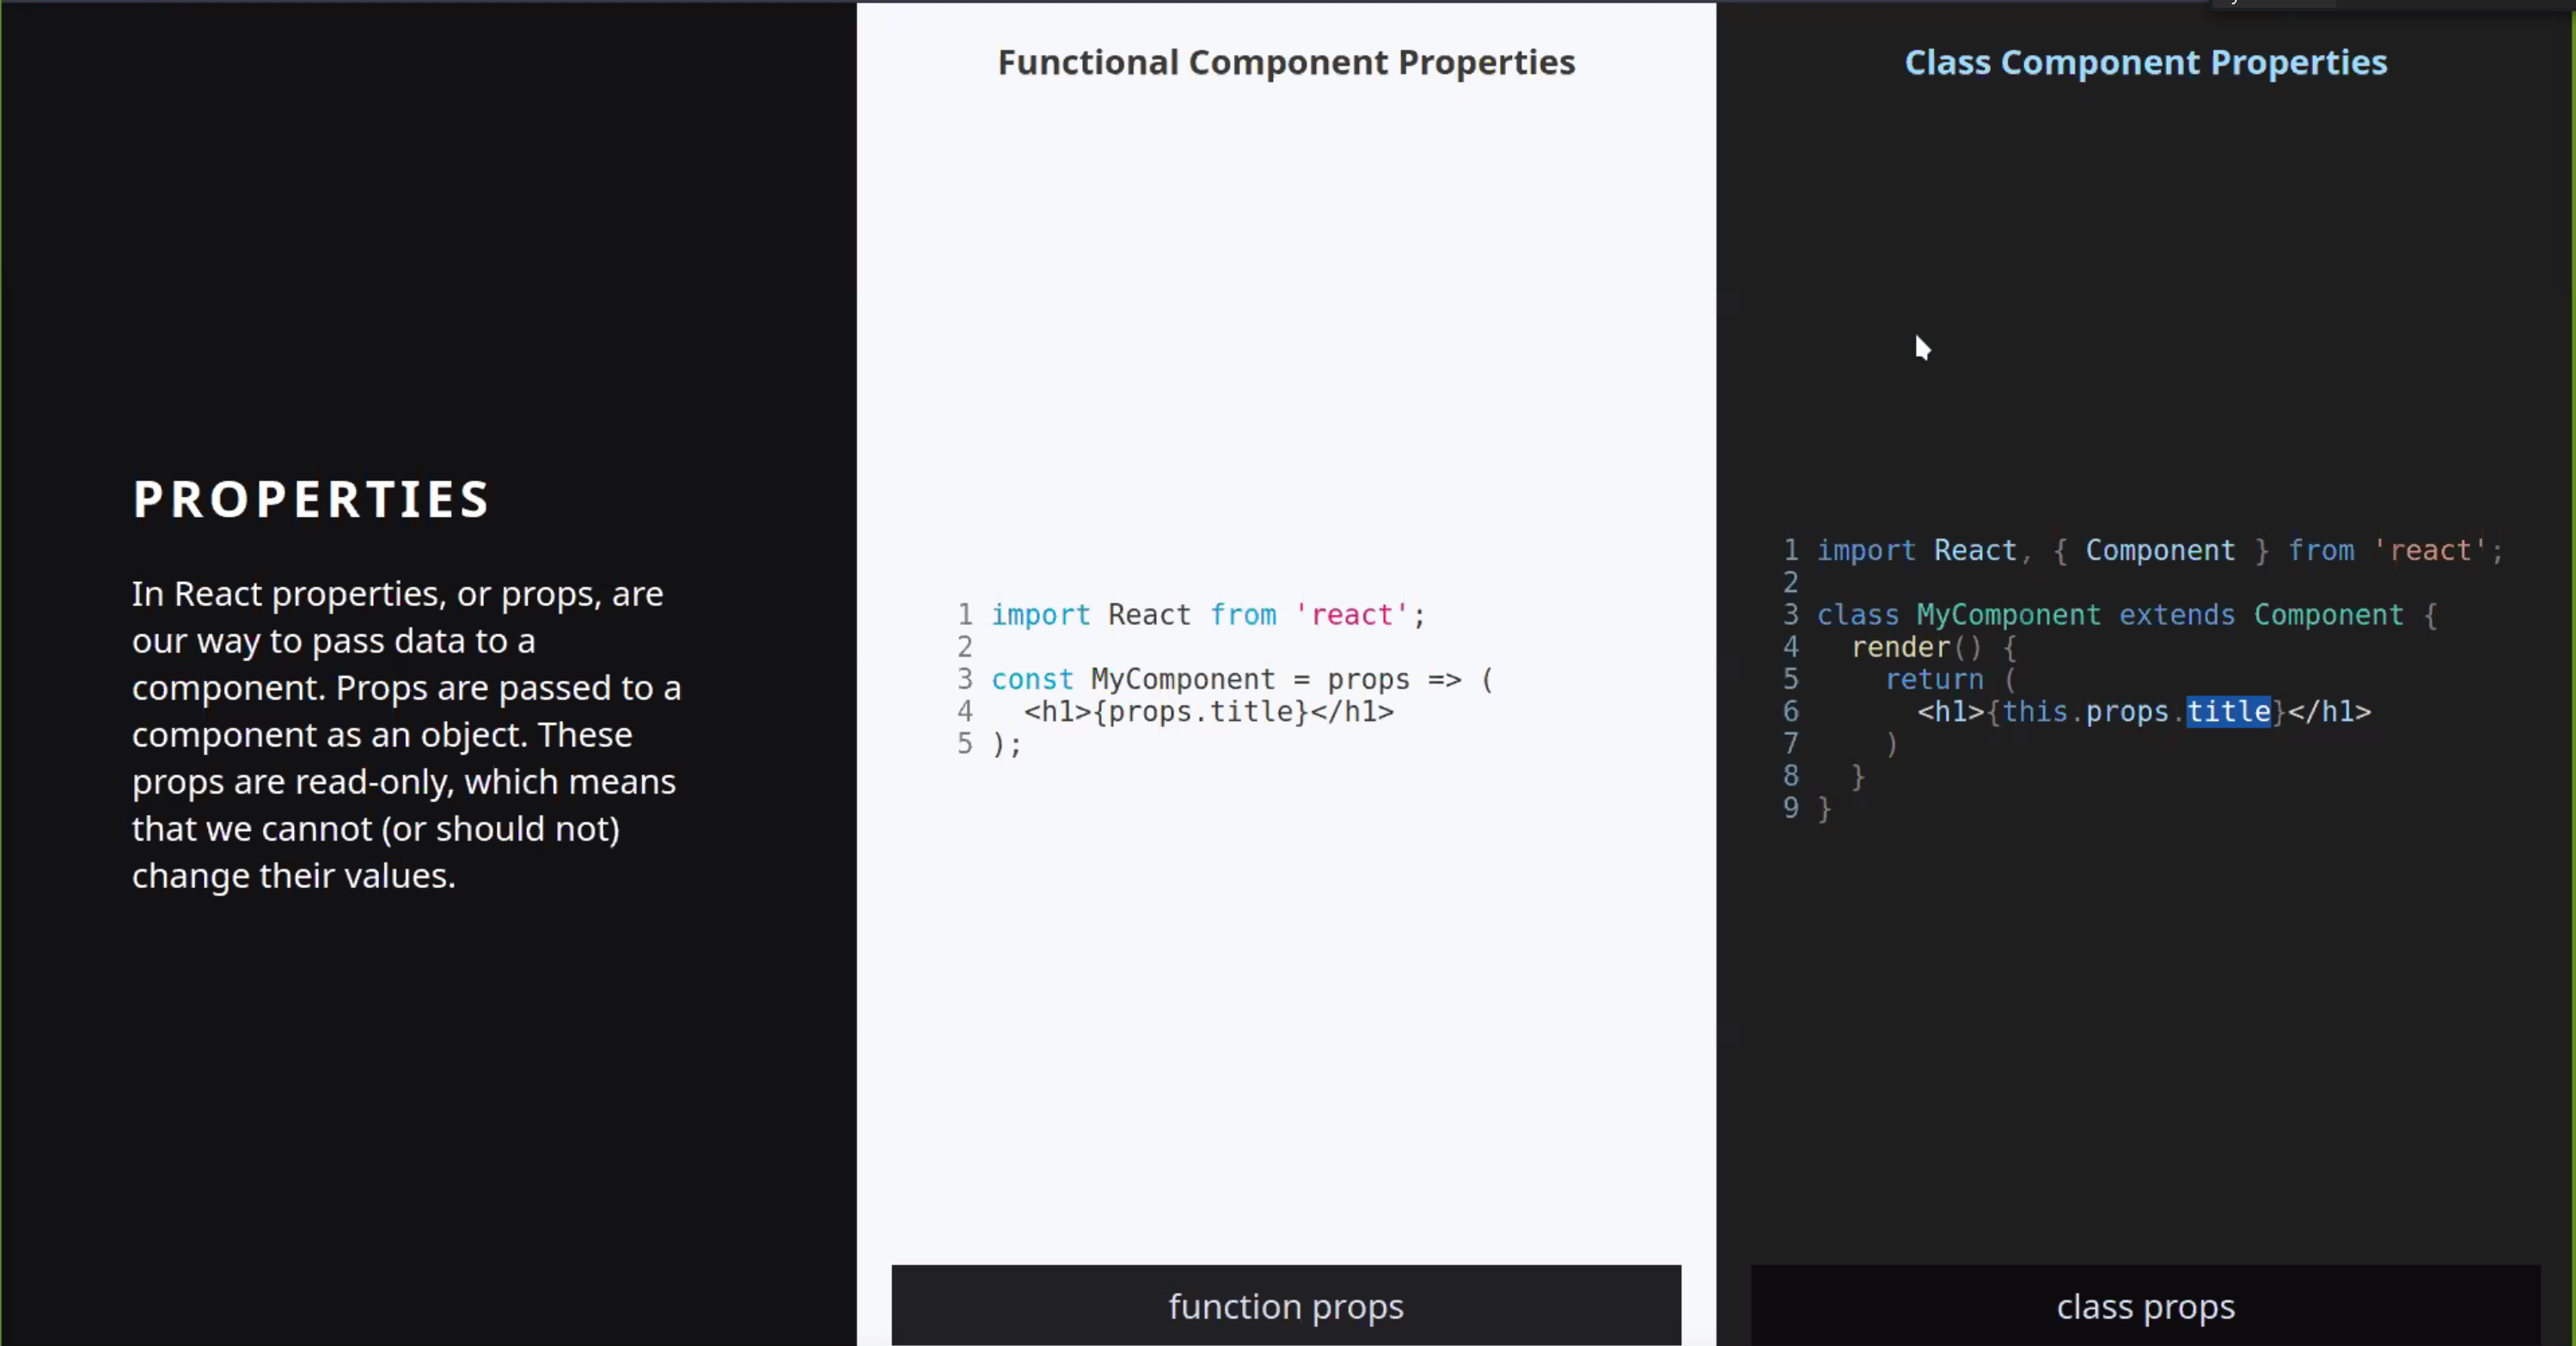 PROPERTIES
In React properties, or props, are
our way to pass data to a
component. Props are passed to a
component as an object. These
props are read-only, which means
that we cannot (or should not)
change their values.
Functional Component Properties
1 import React from 'react';
2
3 const MyComponent = props => (
4   <h1>{props.title}</h1>
5 );
function props
Class Component Properties
1 import React, { Component } from 'react';
2
3 class MyComponent extends Component {
4   render() {
5     return (
6       <h1>{this.props.title}</h1>
7     )
8   }
9 }
class props